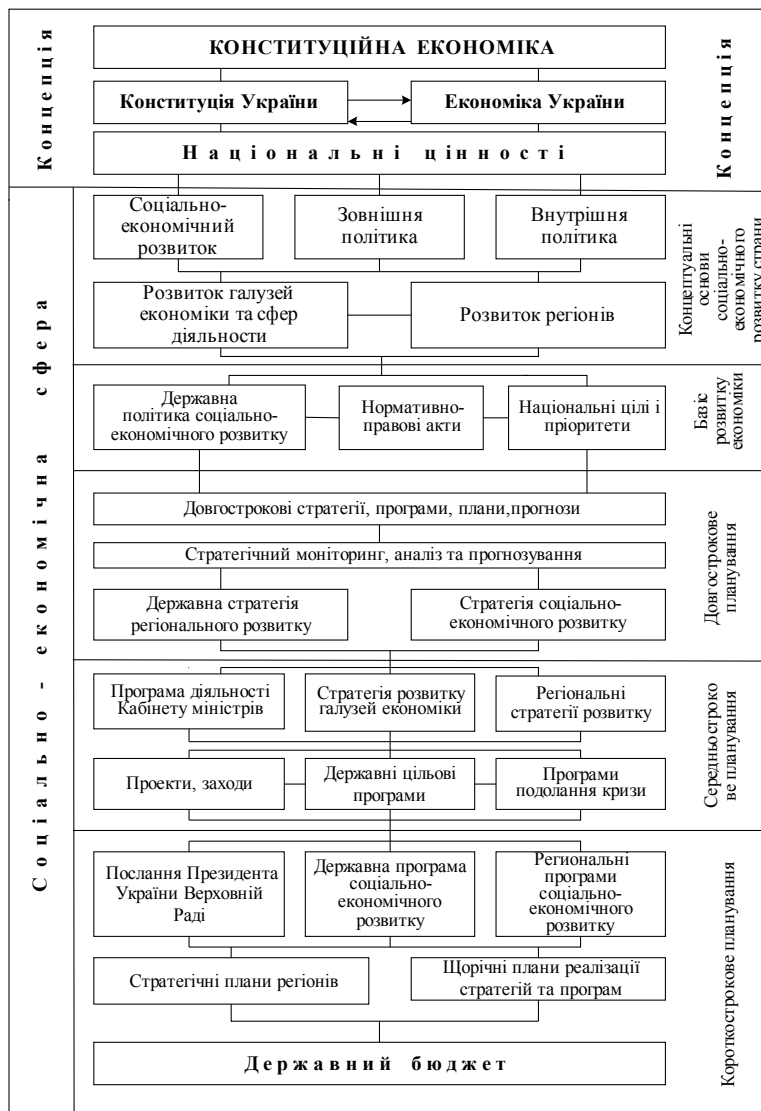 Концепція
КОНСТИТУЦІЙНА ЕКОНОМІКА
Конституція України
Економіка України
Національні цінності
Концепція
Соціально - економічна сфера
Соціально-
економічний
розвиток
Зовнішня
політика
Внутрішня
політика
Розвиток галузей
економіки та сфер
діяльности
Розвиток регіонів
Концептуальні
основи
соціально-
економічного
розвитку страни
Державна
політика соціально-
економічного розвитку
Нормативно-
правові акти
Національні цілі і
пріоритети
Базіс
розвитку
економіки
Довгострокові стратегії, програми, плани,прогнози
Стратегічний моніторинг, аналіз та прогнозування
Державна стратегія
регіонального розвитку
Стратегія соціально-
економічного розвитку
Довгострокове
планування
Програма діяльності
Кабінету міністрів
Стратегія розвитку
галузей економіки
Регіональні
стратегії розвитку
Проекти, заходи
Державні цільові
програми
Програми
подолання кризи
Середньостроко
ве планування
Послання Президента
України Верховній
Раді
Державна програма
соціально-
економічного
розвитку
Региональні
програми
соціально-
економічного
розвитку
Стратегічні плани регіонів
Щорічні плани реалізації
стратегій та програм
Державний бюджет
Короткострокове планування